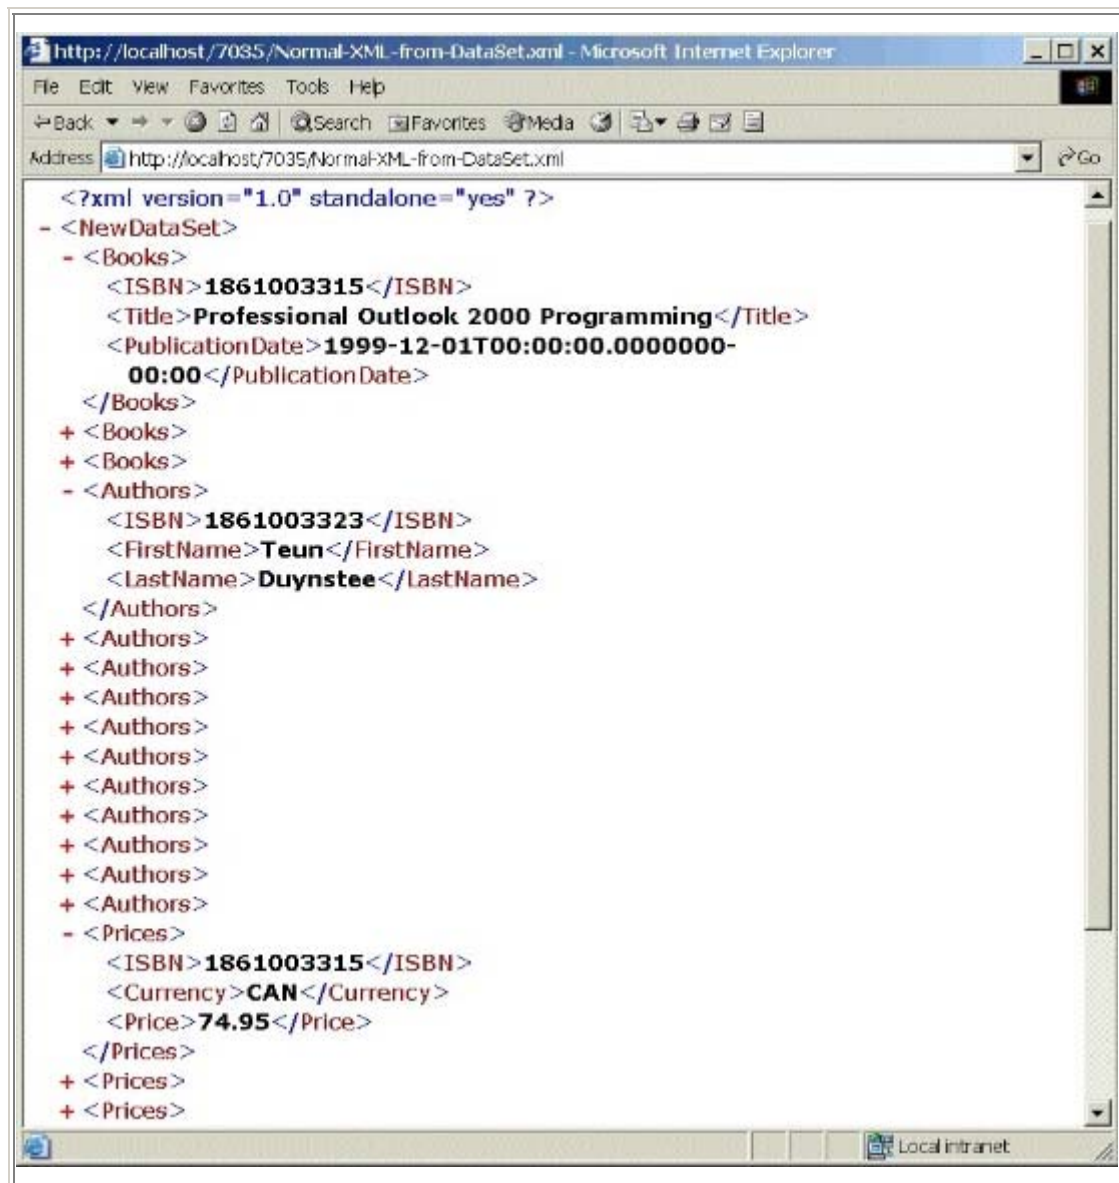 http://localhost/7035/Normal-XML-from-DataSet.xml - Microsoft Internet Explorer
File Edit View Favorites Tools Help
Back Search Favorites Media
Address http://localhost/7035/Normal-XML-from-DataSet.xml Go
<?xml version="1.0" standalone="yes" ?>
- <NewDataSet>
- <Books>
<ISBN>1861003315</ISBN>
<Title>Professional Outlook 2000 Programming</Title>
<PublicationDate>1999-12-01T00:00:00.0000000-
00:00</PublicationDate>
</Books>
+ <Books>
+ <Books>
- <Authors>
<ISBN>1861003323</ISBN>
<FirstName>Teun</FirstName>
<LastName>Duynstee</LastName>
</Authors>
+ <Authors>
+ <Authors>
+ <Authors>
+ <Authors>
+ <Authors>
+ <Authors>
+ <Authors>
+ <Authors>
+ <Authors>
+ <Authors>
- <Prices>
<ISBN>1861003315</ISBN>
<Currency>CAN</Currency>
<Price>74.95</Price>
</Prices>
+ <Prices>
+ <Prices>
Local intranet